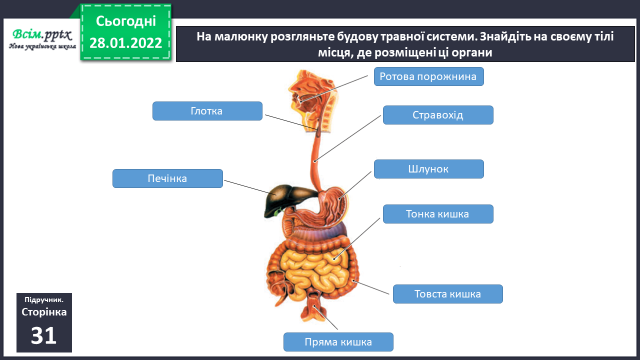 Всім.pptx
Нова українська школа
Сьогодні
28.01.2022
На малюнку розгляньте будову травної системи. Знайдіть на своєму тілі
місця, де розміщені ці органи
Ротова порожнина
Глотка
Стравохід
Шлунок
Печінка
Тонка кишка
Товста кишка
Пряма кишка
Підручник.
Сторінка
31